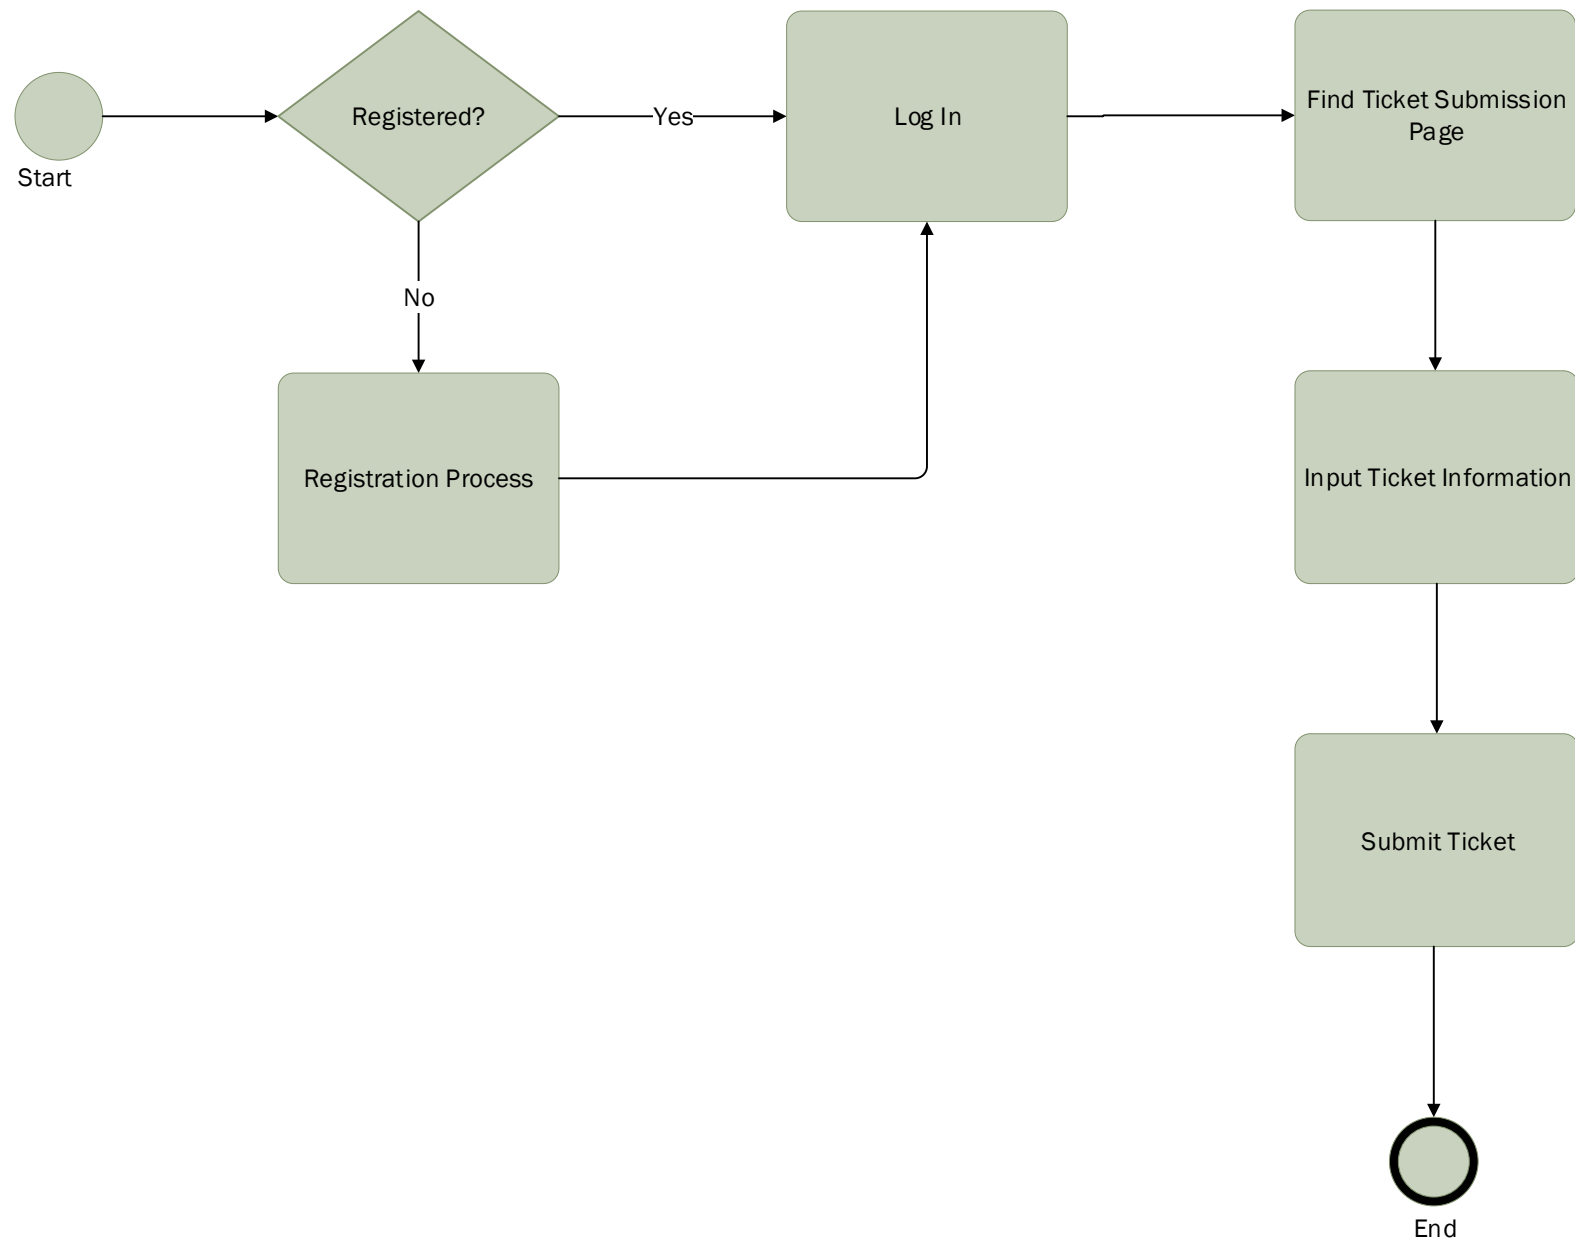 Start
Registered?
Yes
Log In
Find Ticket Submission
Page
No
Registration Process
Input Ticket Information
Submit Ticket
End